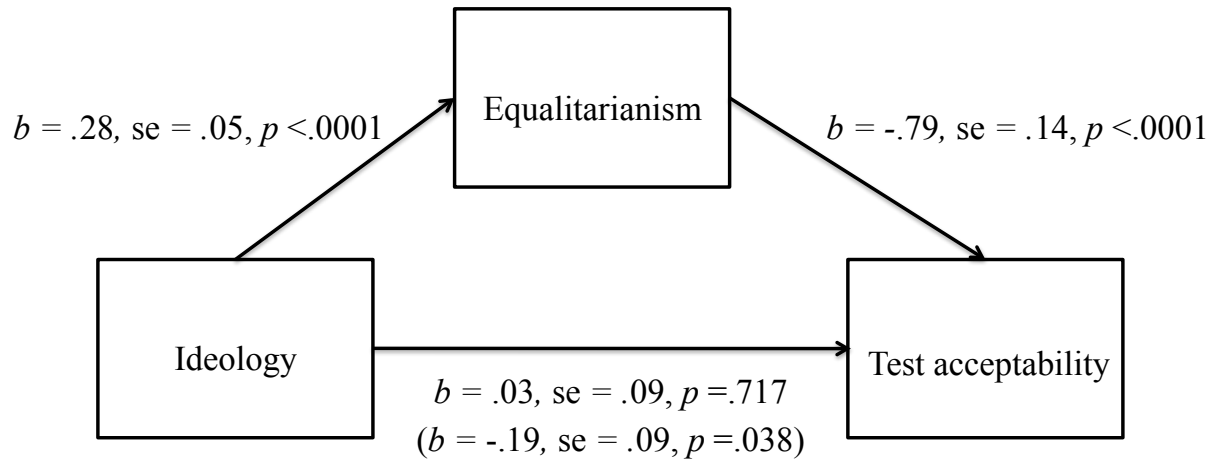 Equalitarianism
b = .28, se = .05, p <.0001
b = -.79, se = .14, p <.0001
Ideology
Test acceptability
b = .03, se = .09, p =.717
(b = -.19, se = .09, p =.038)